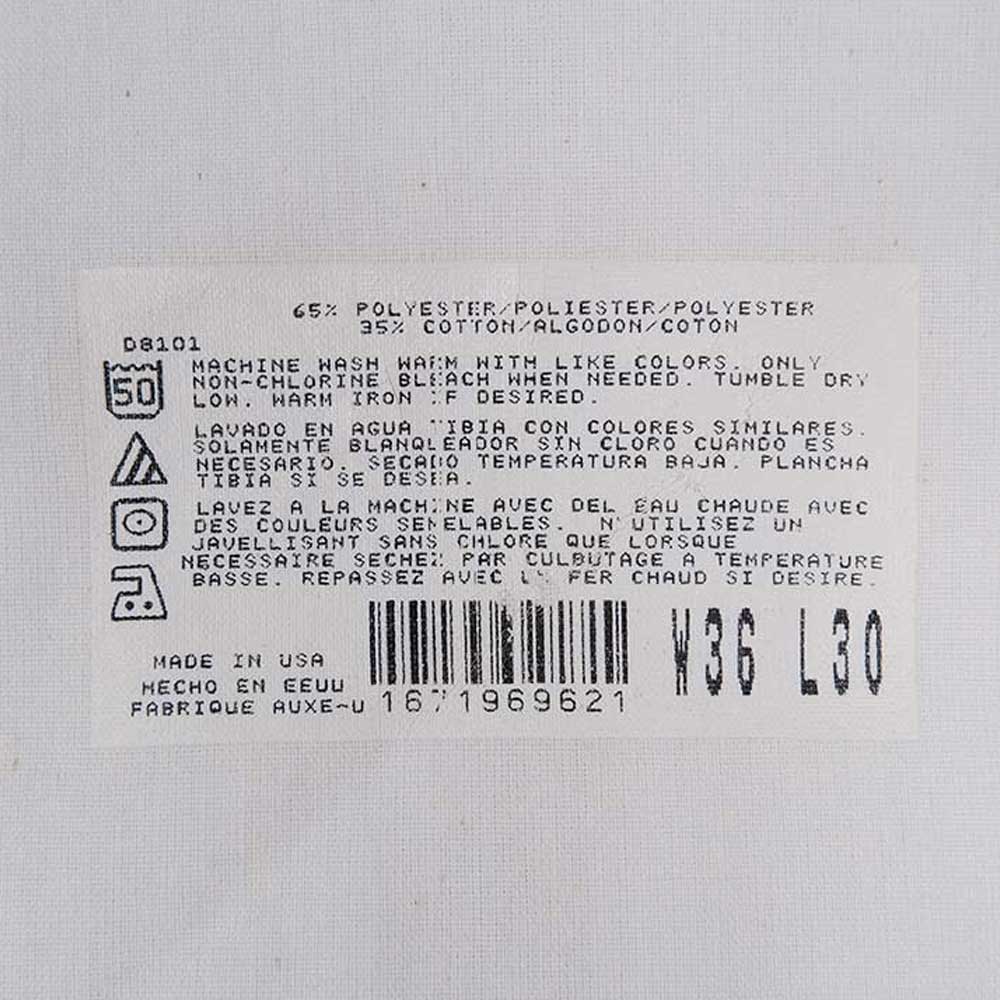 65% POLYESTER/POLIESTER/POLYESTER
35% COTTON/ALGODON/COTON
D8101
50
MACHINE WASH WARM WITH LIKE COLORS. ONLY
NON-CHLORINE BLEACH WHEN NEEDED. TUMBLE DRY
LOW. WARM IRON IF DESIRED.
LAVADO EN AGUA TIBIA CON COLORES SIMILARES.
SOLAMENTE BLANQUEADOR SIN CLORO CUANDO ES
NECESARIO. SECADO TEMPERATURA BAJA. PLANCHA
TIBIA SI SE DESEA.
LAVEZ A LA MACHINE AVEC DEL EAU CHAUDE AVEC
DES COULEURS SEMELABLES. N'UTILISEZ UN
JAVELLISANT SANS CHLORE QUE LORSQUE
NECESSAIRE SECHEZ PAR CULBUTAGE A TEMPERATURE
BASSE. REPASSEZ AVEC FER CHAUD SI DESIRE.
MADE IN USA
HECHO EN EEUU
FABRIQUE AUXE-U
1671969621
W36 L30